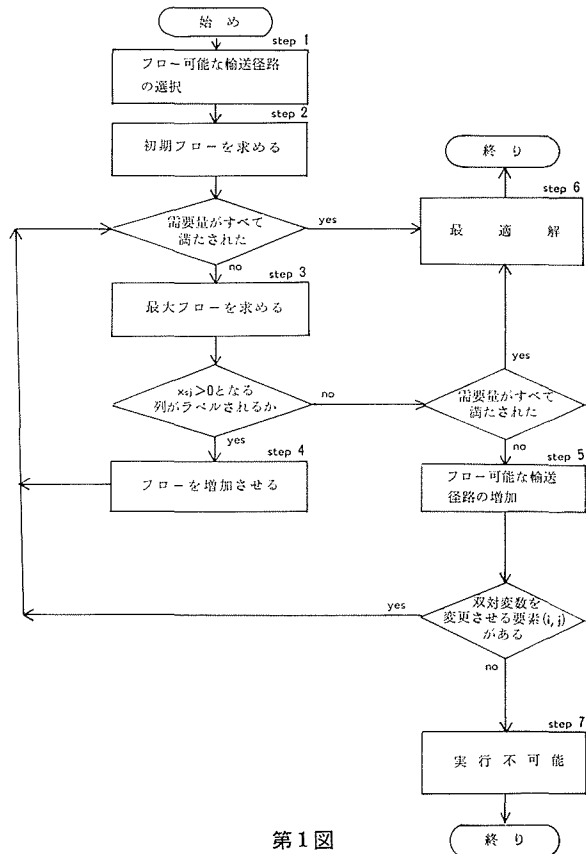 始め
step 1
フロー可能な輸送径路
の選択
step 2
初期フローを求める
需要量がすべて
満たされた
yes
no
step 3
最大フローを求める
xsj>0となる
列がラベルされるか
no
yes
step 4
フローを増加させる
終り
step 6
最適解
yes
需要量がすべて
満たされた
no
step 5
フロー可能な輸送
径路の増加
双対変数を
変更させる要素(i, j)
がある
yes
no
step 7
実行不可能
終り
第1図